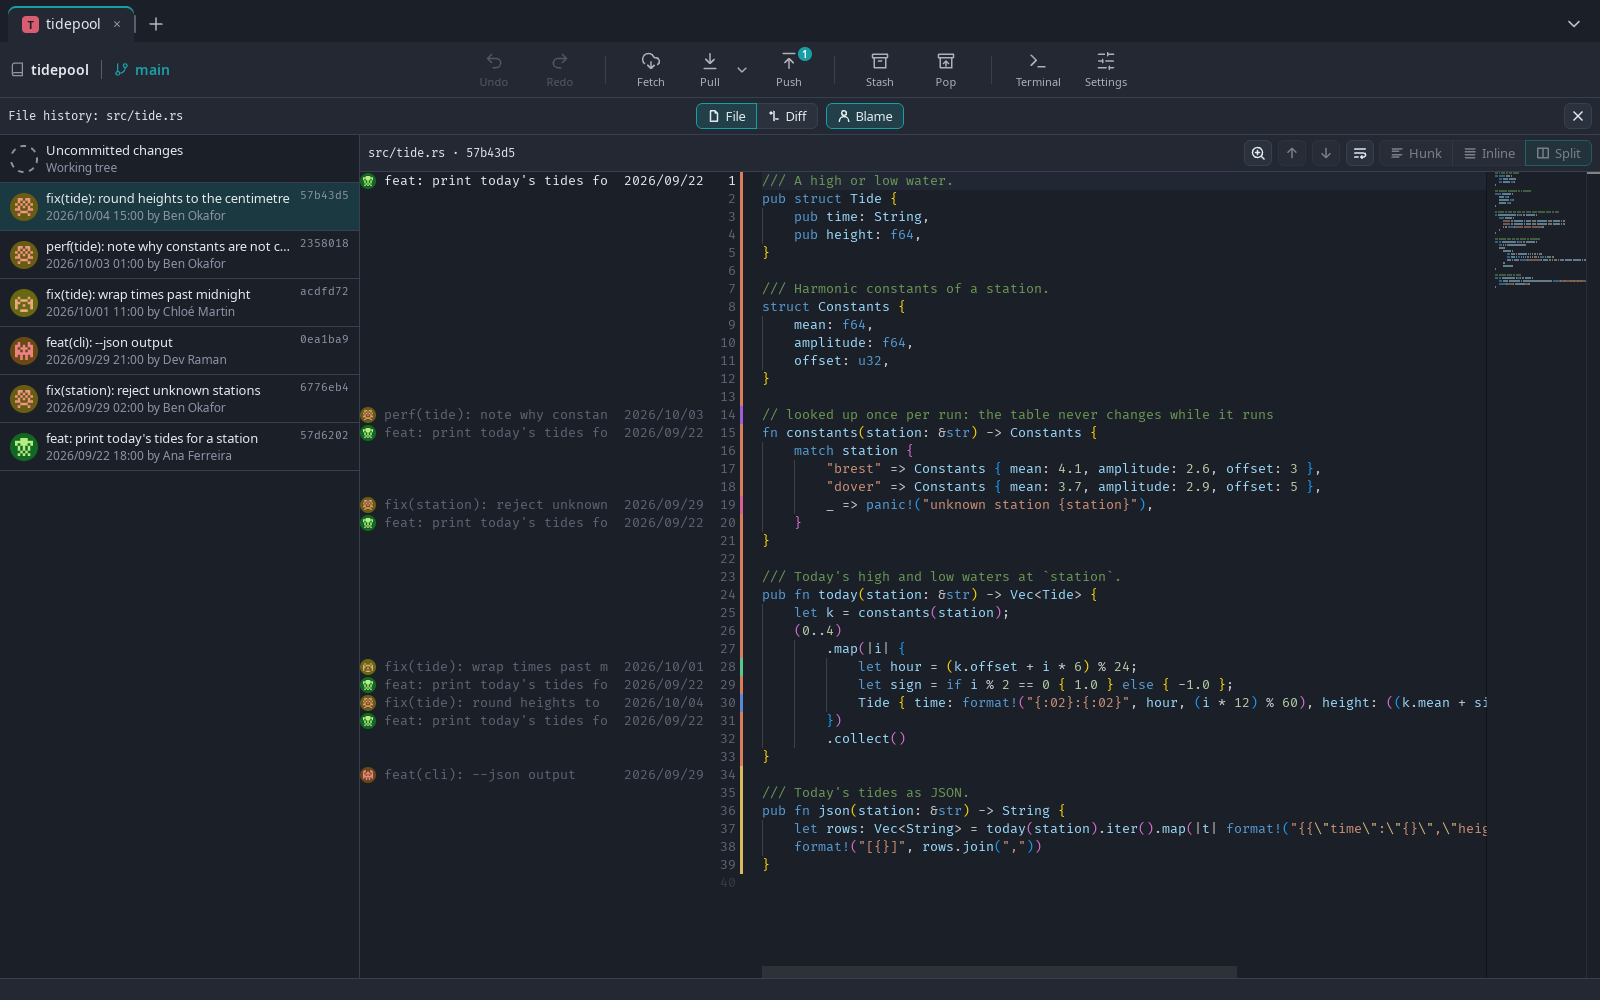 T tidepool × +
tidepool main
Undo Redo Fetch Pull Push 1 Stash Pop Terminal Settings
File history: src/tide.rs
File Diff Blame
Uncommitted changes
Working tree
fix(tide): round heights to the centimetre 57b43d5
2026/10/04 15:00 by Ben Okafor
perf(tide): note why constants are not c... 2358018
2026/10/03 01:00 by Ben Okafor
fix(tide): wrap times past midnight acdfd72
2026/10/01 11:00 by Chloé Martin
feat(cli): --json output 0ea1ba9
2026/09/29 21:00 by Dev Raman
fix(station): reject unknown stations 6776eb4
2026/09/29 02:00 by Ben Okafor
feat: print today's tides for a station 57d6202
2026/09/22 18:00 by Ana Ferreira
src/tide.rs · 57b43d5
Hunk Inline Split
feat: print today's tides fo 2026/09/22 1 /// A high or low water.
2 pub struct Tide {
3 pub time: String,
4 pub height: f64,
5 }
6
7 /// Harmonic constants of a station.
8 struct Constants {
9 mean: f64,
10 amplitude: f64,
11 offset: u32,
12 }
13
perf(tide): note why constan 2026/10/03 14 // looked up once per run: the table never changes while it runs
feat: print today's tides fo 2026/09/22 15 fn constants(station: &str) -> Constants {
16 match station {
17 "brest" => Constants { mean: 4.1, amplitude: 2.6, offset: 3 },
18 "dover" => Constants { mean: 3.7, amplitude: 2.9, offset: 5 },
fix(station): reject unknown 2026/09/29 19 _ => panic!("unknown station {station}"),
feat: print today's tides fo 2026/09/22 20 }
21 }
22
23 /// Today's high and low waters at `station`.
24 pub fn today(station: &str) -> Vec<Tide> {
25 let k = constants(station);
26 (0..4)
27 .map(|i| {
fix(tide): wrap times past m 2026/10/01 28 let hour = (k.offset + i * 6) % 24;
feat: print today's tides fo 2026/09/22 29 let sign = if i % 2 == 0 { 1.0 } else { -1.0 };
fix(tide): round heights to 2026/10/04 30 Tide { time: format!("{:02}:{:02}", hour, (i * 12) % 60), height: ((k.mean + si
feat: print today's tides fo 2026/09/22 31 })
32 .collect()
33 }
feat(cli): --json output 2026/09/29 34
35 /// Today's tides as JSON.
36 pub fn json(station: &str) -> String {
37 let rows: Vec<String> = today(station).iter().map(|t| format!("{{\"time\":\"{}\",\"heig
38 format!("[{}]", rows.join(","))
39 }
40